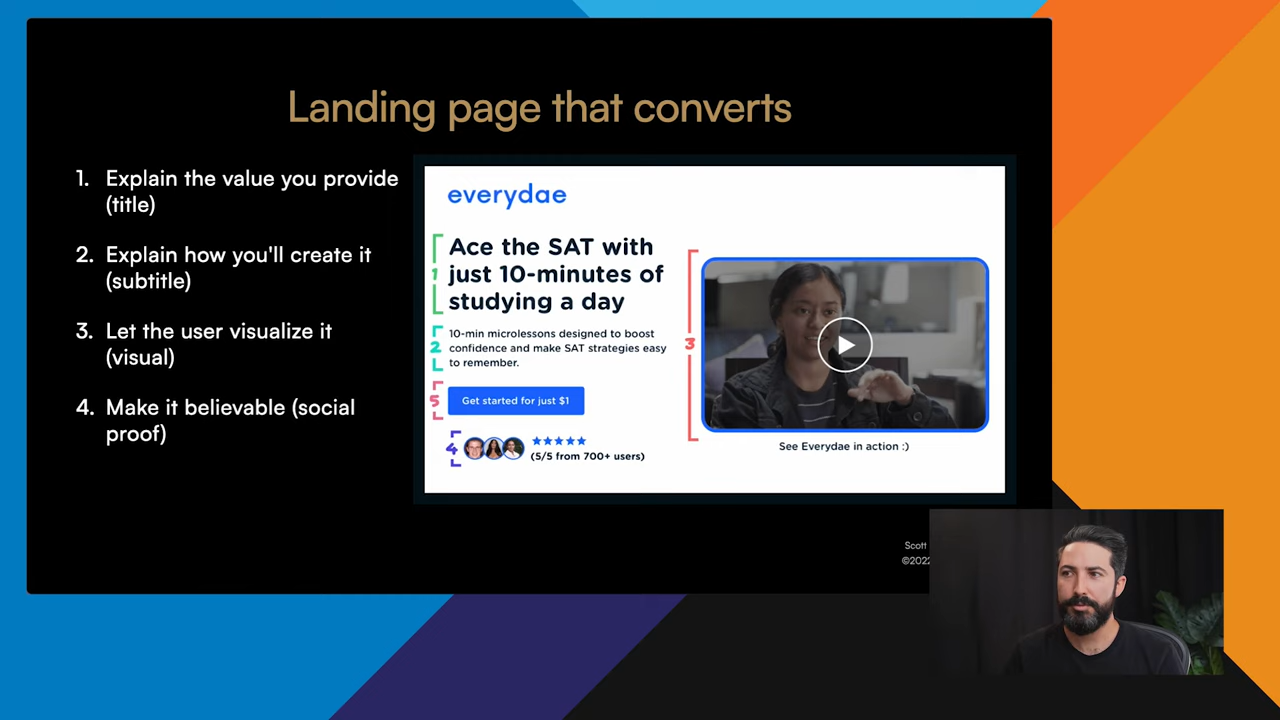 Landing page that converts
1. Explain the value you provide
(title)
2. Explain how you'll create it
(subtitle)
3. Let the user visualize it
(visual)
4. Make it believable (social
proof)
everydae
1
Ace the SAT with
just 10-minutes of
studying a day
2
10-min microlessons designed to boost
confidence and make SAT strategies easy
to remember.
5
Get started for just $1
4
(5/5 from 700+ users)
3
See Everydae in action :)
Scott
©2022